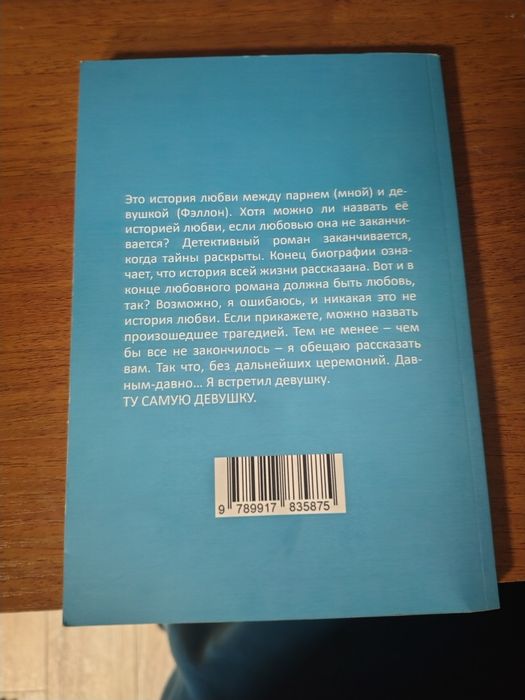 Это история любви между парнем (мной) и де-
вушкой (Фэллон). Хотя можно ли назвать её
историей любви, если любовью она не заканчи-
вается? Детективный роман заканчивается,
когда тайны раскрыты. Конец биографии озна-
чает, что история всей жизни рассказана. Вот и в
конце любовного романа должна быть любовь,
так? Возможно, я ошибаюсь, и никакая это не
история любви. Если прикажете, можно назвать
произошедшее трагедией. Тем не менее – чем
бы все не закончилось – я обещаю рассказать
вам. Так что, без дальнейших церемоний. Дав-
ным-давно... Я встретил девушку.
ТУ САМУЮ ДЕВУШКУ.
9 789917 835875